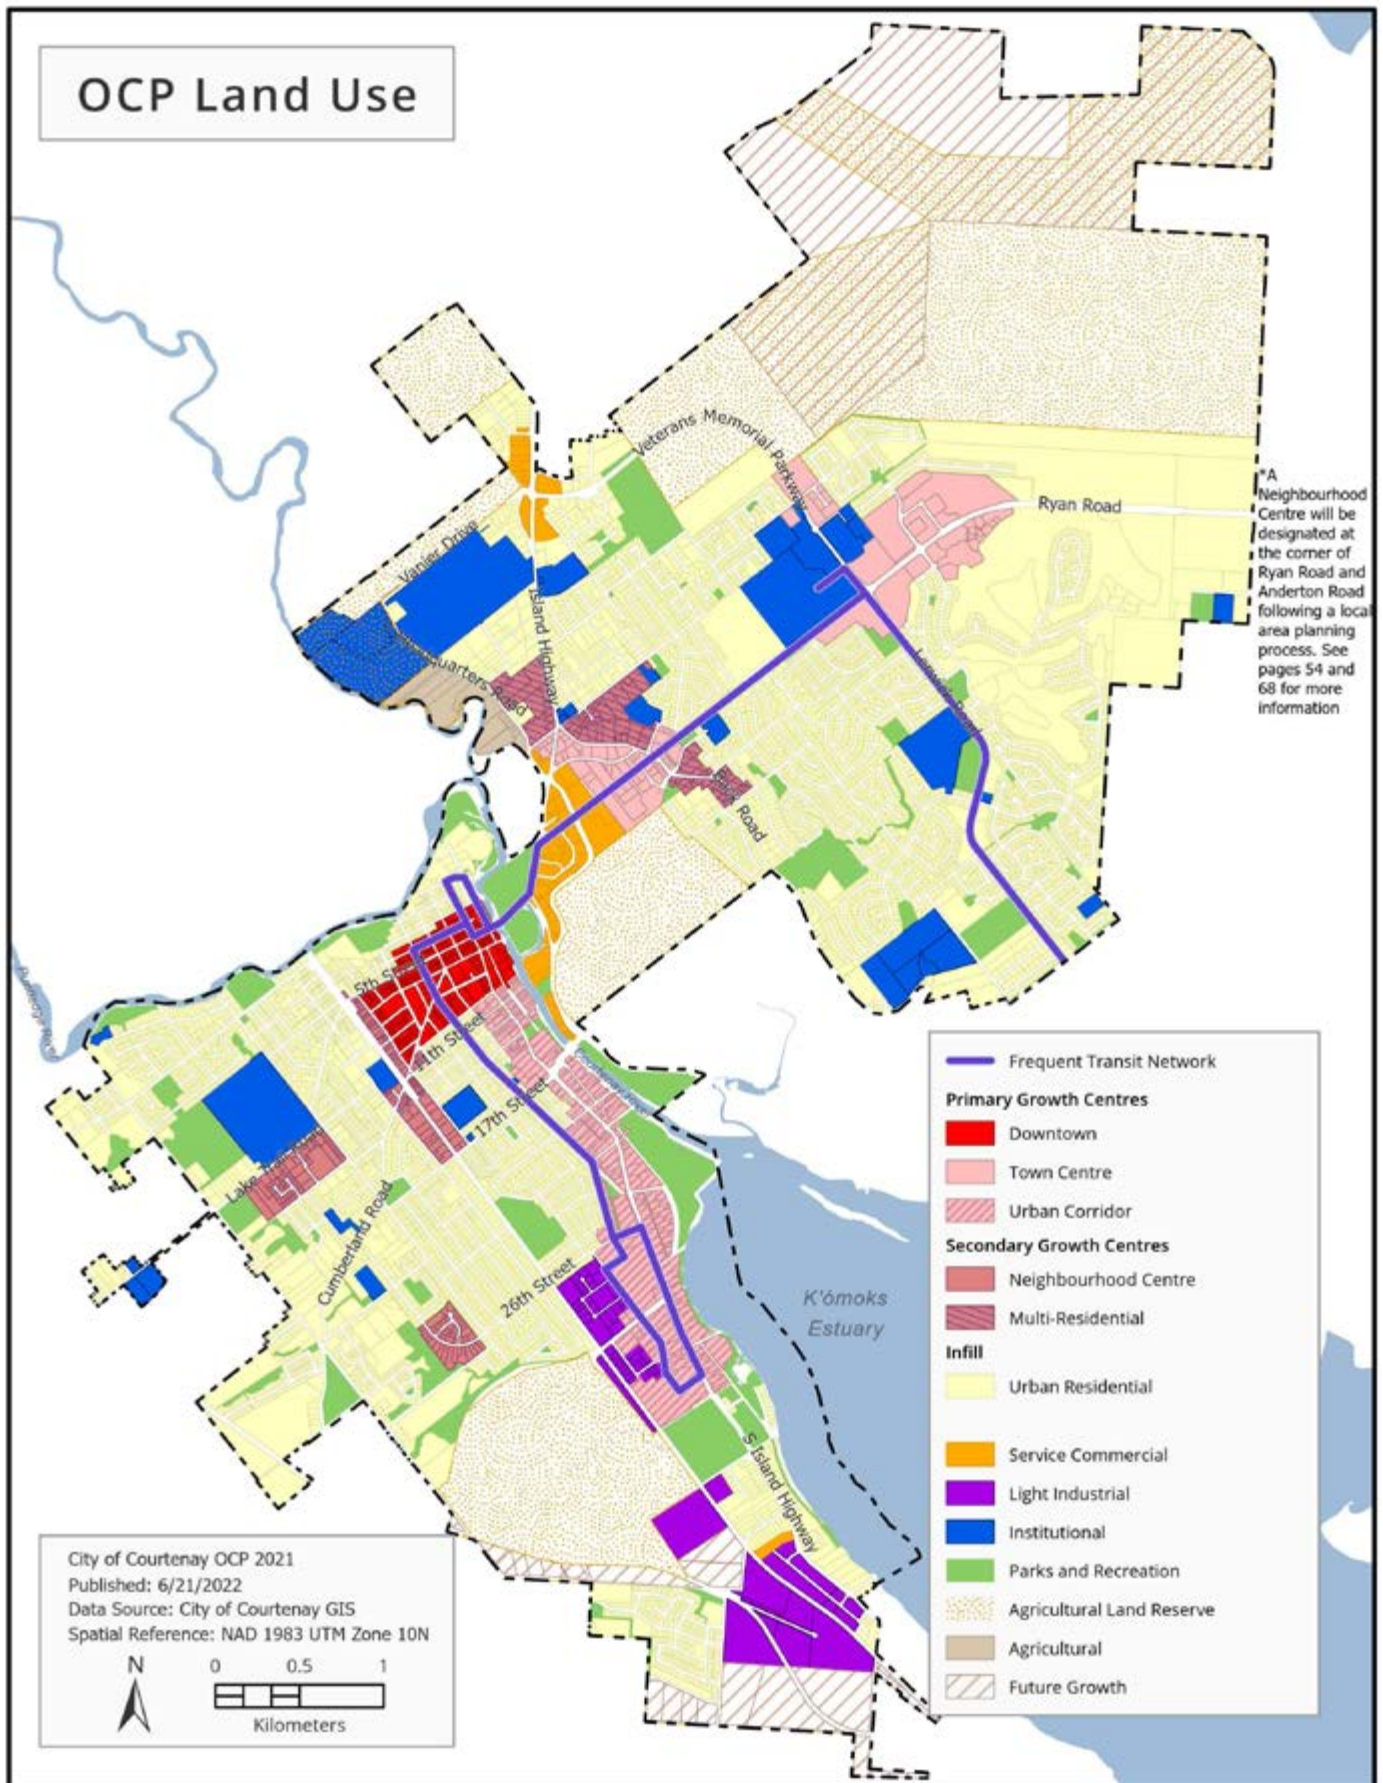 OCP Land Use
Veterans Memorial Parkway
Ryan Road
*A
Neighbourhood
Centre will be
designated at
the corner of
Ryan Road and
Anderton Road
following a local
area planning
process. See
pages 54 and
68 for more
information
Vanier Drive
Island Highway
Road
Road
5th
11th Street
17th Street
Cumberland Road
26th Street
K'ómoks
Estuary
S Island Highway
Frequent Transit Network
Primary Growth Centres
Downtown
Town Centre
Urban Corridor
Secondary Growth Centres
Neighbourhood Centre
Multi-Residential
Infill
Urban Residential
Service Commercial
Light Industrial
Institutional
Parks and Recreation
Agricultural Land Reserve
Agricultural
Future Growth
City of Courtenay OCP 2021
Published: 6/21/2022
Data Source: City of Courtenay GIS
Spatial Reference: NAD 1983 UTM Zone 10N
N
0 0.5 1
Kilometers